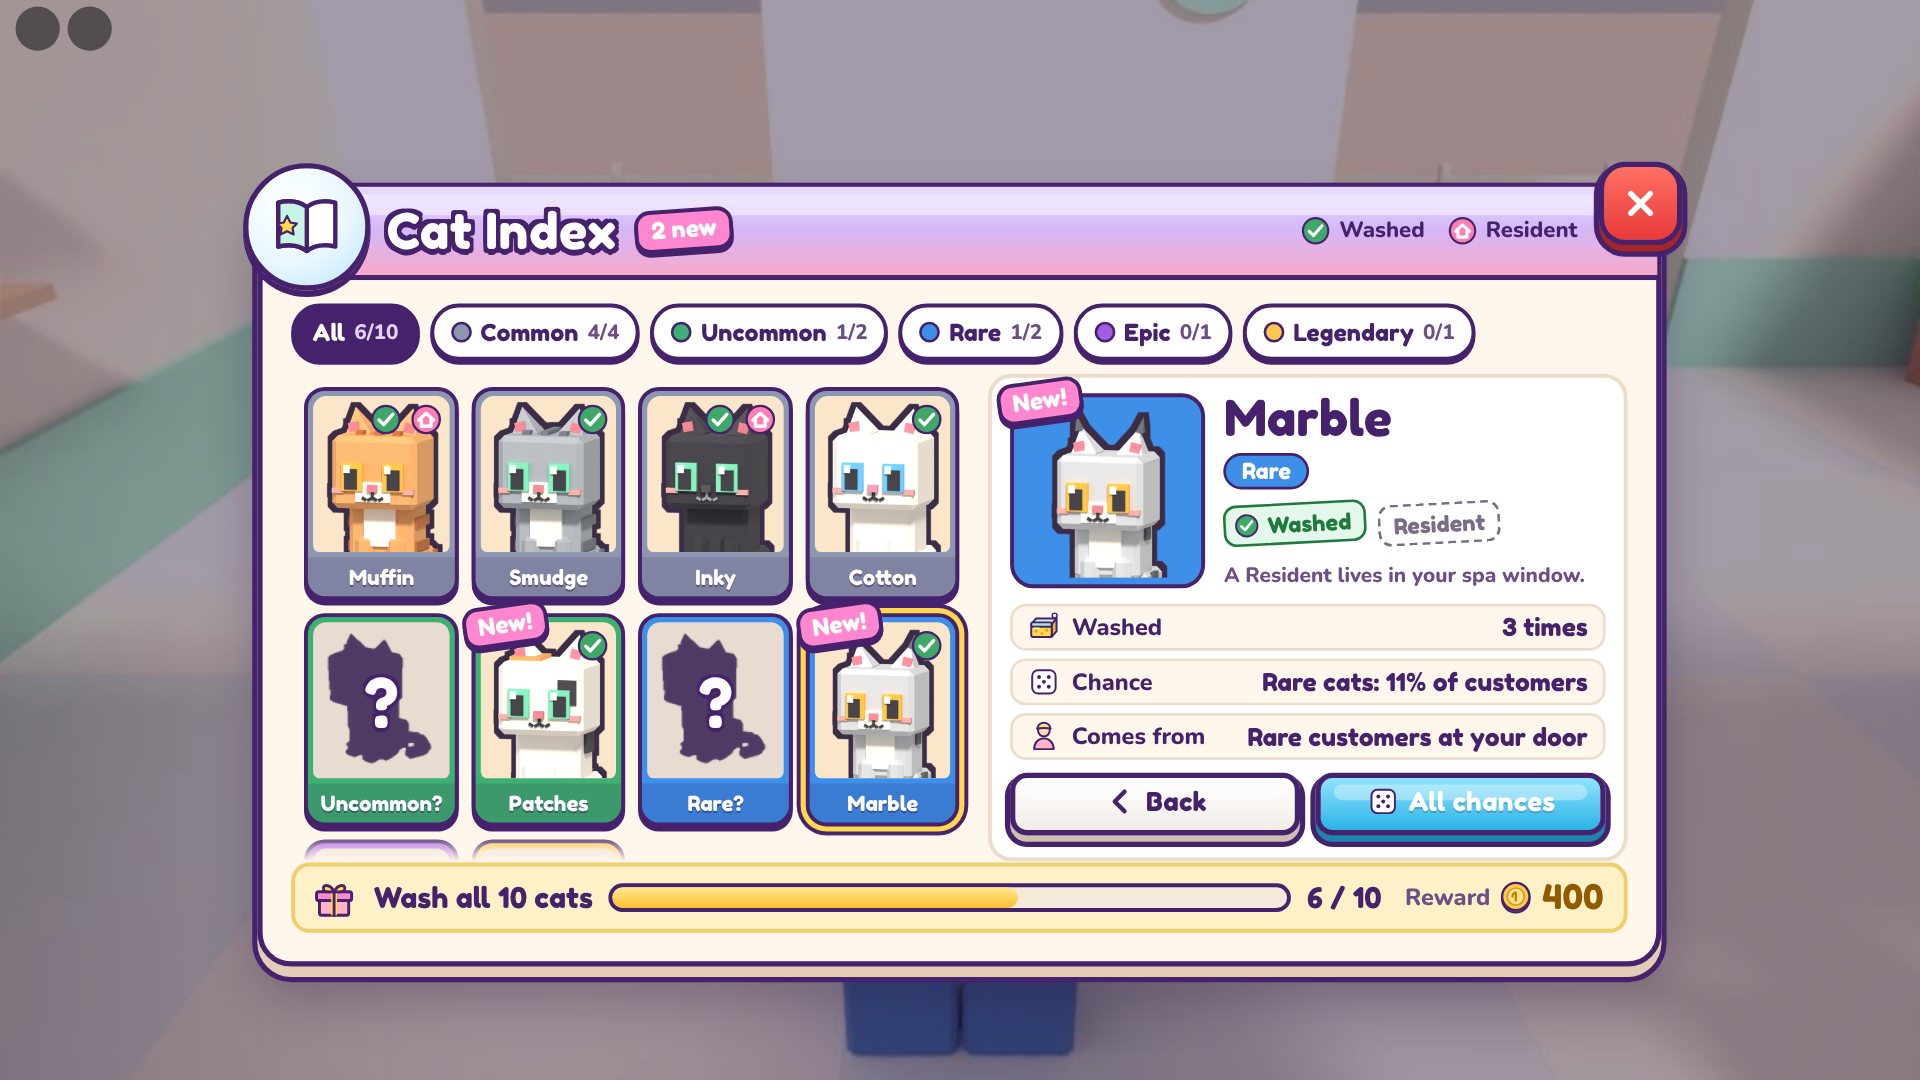 Cat Index
2 new
Washed
Resident
All 6/10
Common 4/4
Uncommon 1/2
Rare 1/2
Epic 0/1
Legendary 0/1
Muffin
Smudge
Inky
Cotton
Uncommon?
New!
Patches
Rare?
New!
Marble
?
?
New!
Marble
Rare
Washed
Resident
A Resident lives in your spa window.
Washed 3 times
Chance Rare cats: 11% of customers
Comes from Rare customers at your door
Back
All chances
Wash all 10 cats
6 / 10
Reward 1 400